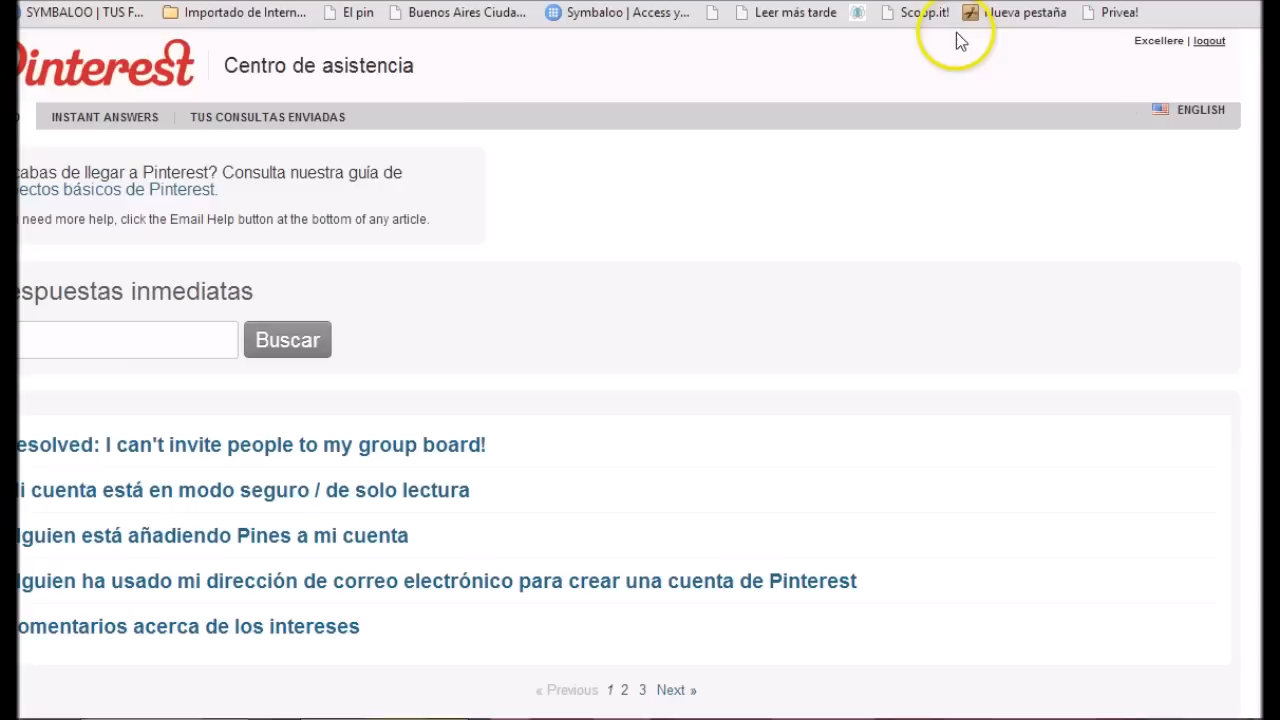 SYMBALOO | TUS F...
Importado de Intern...
El pin
Buenos Aires Ciuda...
Symbaloo | Access y...
Leer más tarde
Scoop.it!
Nueva pestaña
Privea!
Pinterest
Centro de asistencia
Excellere | logout
INSTANT ANSWERS
TUS CONSULTAS ENVIADAS
ENGLISH
cabas de llegar a Pinterest? Consulta nuestra guía de
ectos básicos de Pinterest.
need more help, click the Email Help button at the bottom of any article.
espuestas inmediatas
Buscar
esolved: I can't invite people to my group board!
i cuenta está en modo seguro / de solo lectura
lguien está añadiendo Pines a mi cuenta
lguien ha usado mi dirección de correo electrónico para crear una cuenta de Pinterest
omentarios acerca de los intereses
« Previous 1 2 3 Next »